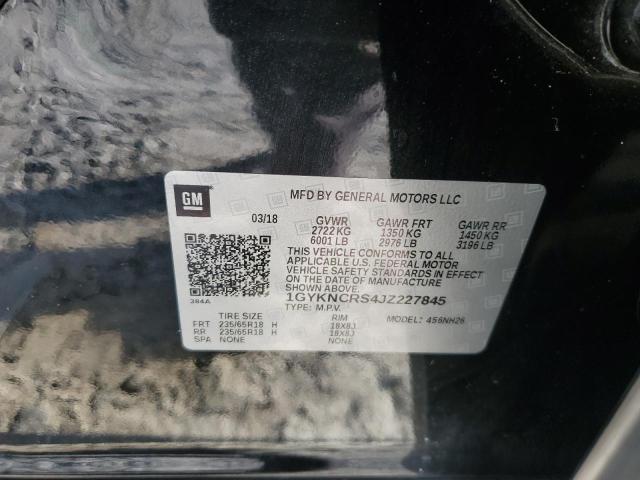 GM MFD BY GENERAL MOTORS LLC
03/18 GVWR GAWR FRT GAWR RR
2722 KG 1350 KG 1450 KG
6001 LB 2976 LB 3196 LB
THIS VEHICLE CONFORMS TO ALL
APPLICABLE U.S. FEDERAL MOTOR
VEHICLE SAFETY STANDARDS IN EFFECT
ON THE DATE OF MANUFACTURE
SHOWN ABOVE.
384A
1GYKNCRS4JZ227845
TYPE: M.P.V. MODEL: 456NH26
TIRE SIZE RIM
FRT 235/65R18 H 18X8J
RR 235/65R18 H 18X8J
SPA NONE NONE